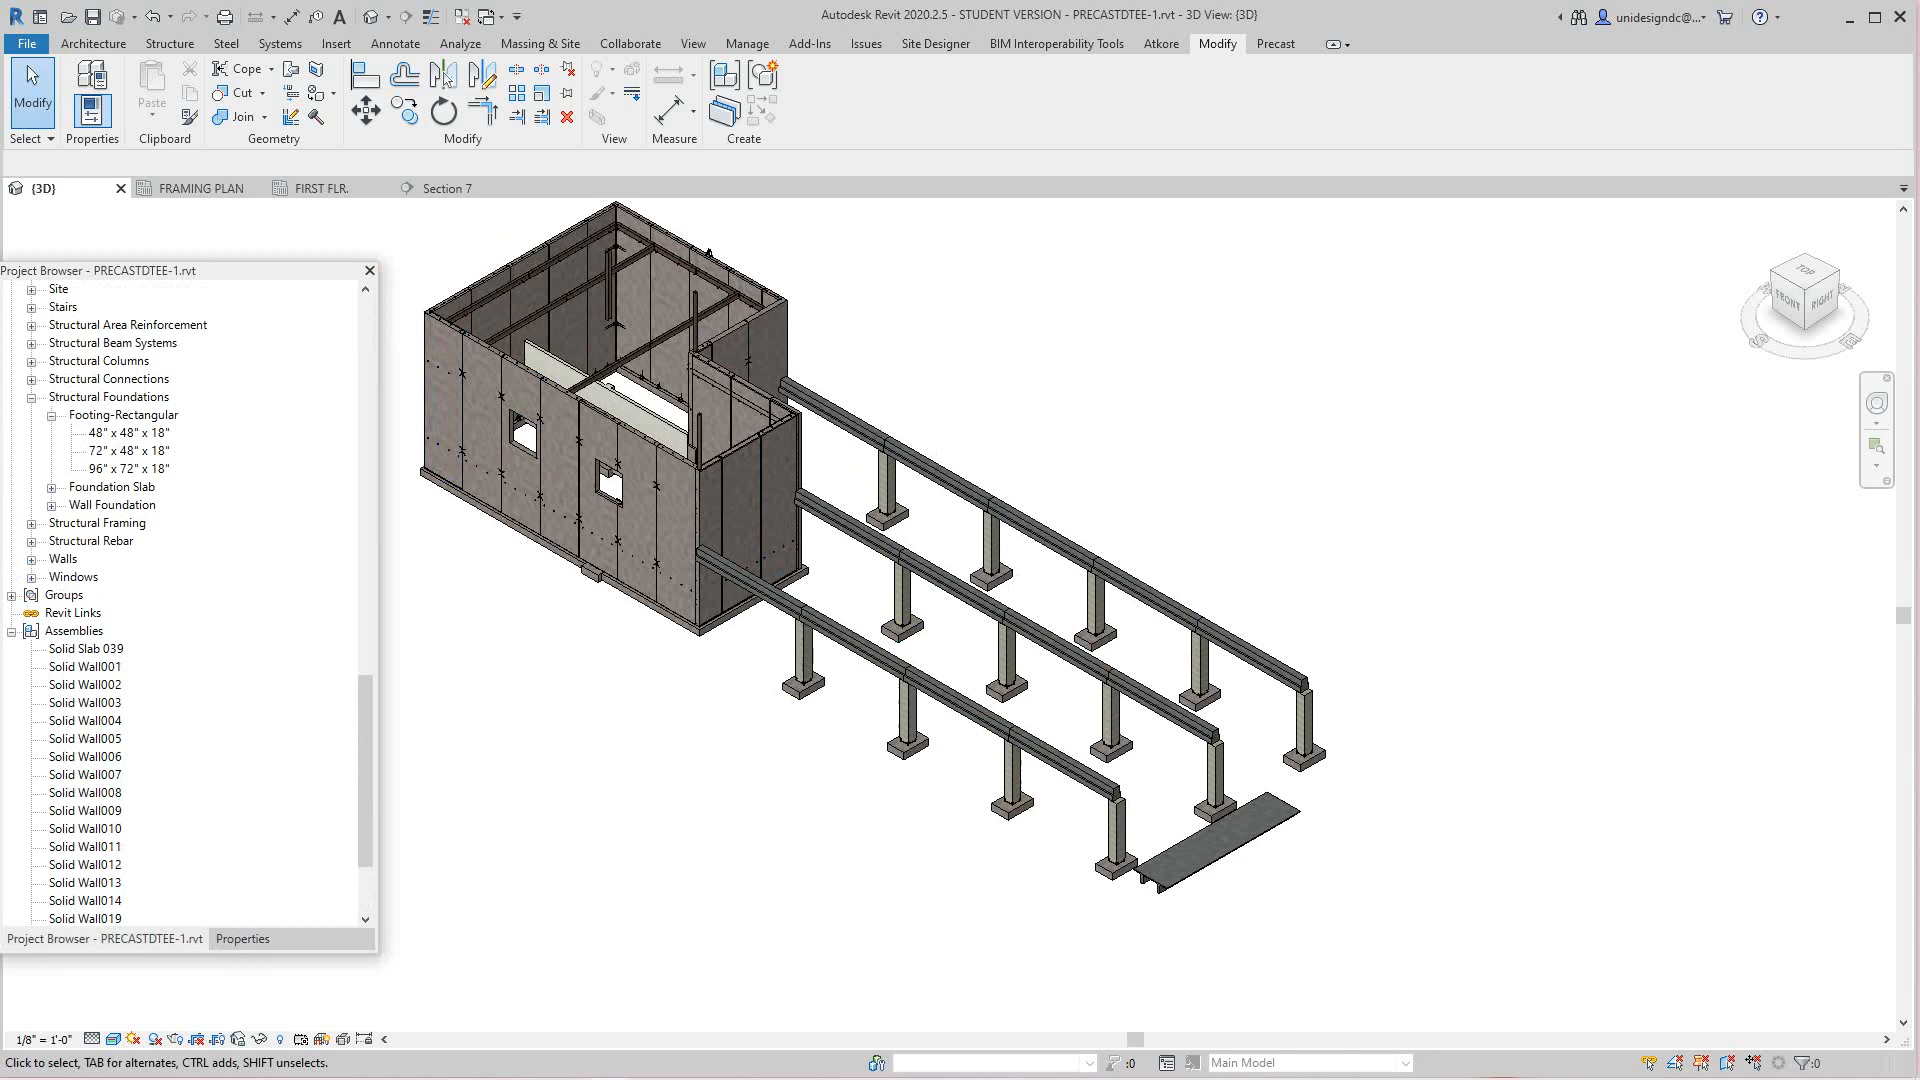 Autodesk Revit 2020.2.5 - STUDENT VERSION - PRECASTDTEE-1.rvt - 3D View: {3D}
unidesigndc@...
File Architecture Structure Steel Systems Insert Annotate Analyze Massing & Site Collaborate View Manage Add-Ins Issues Site Designer BIM Interoperability Tools Atkore Modify Precast
Modify
Paste
Cope
Cut
Join
Select Properties Clipboard Geometry Modify View Measure Create
{3D} FRAMING PLAN FIRST FLR. Section 7
Project Browser - PRECASTDTEE-1.rvt
Site
Stairs
Structural Area Reinforcement
Structural Beam Systems
Structural Columns
Structural Connections
Structural Foundations
Footing-Rectangular
48" x 48" x 18"
72" x 48" x 18"
96" x 72" x 18"
Foundation Slab
Wall Foundation
Structural Framing
Structural Rebar
Walls
Windows
Groups
Revit Links
Assemblies
Solid Slab 039
Solid Wall001
Solid Wall002
Solid Wall003
Solid Wall004
Solid Wall005
Solid Wall006
Solid Wall007
Solid Wall008
Solid Wall009
Solid Wall010
Solid Wall011
Solid Wall012
Solid Wall013
Solid Wall014
Solid Wall019
Project Browser - PRECASTDTEE-1.rvt Properties
TOP
FRONT RIGHT
1/8" = 1'-0"
Click to select, TAB for alternates, CTRL adds, SHIFT unselects.
:0
Main Model
:0